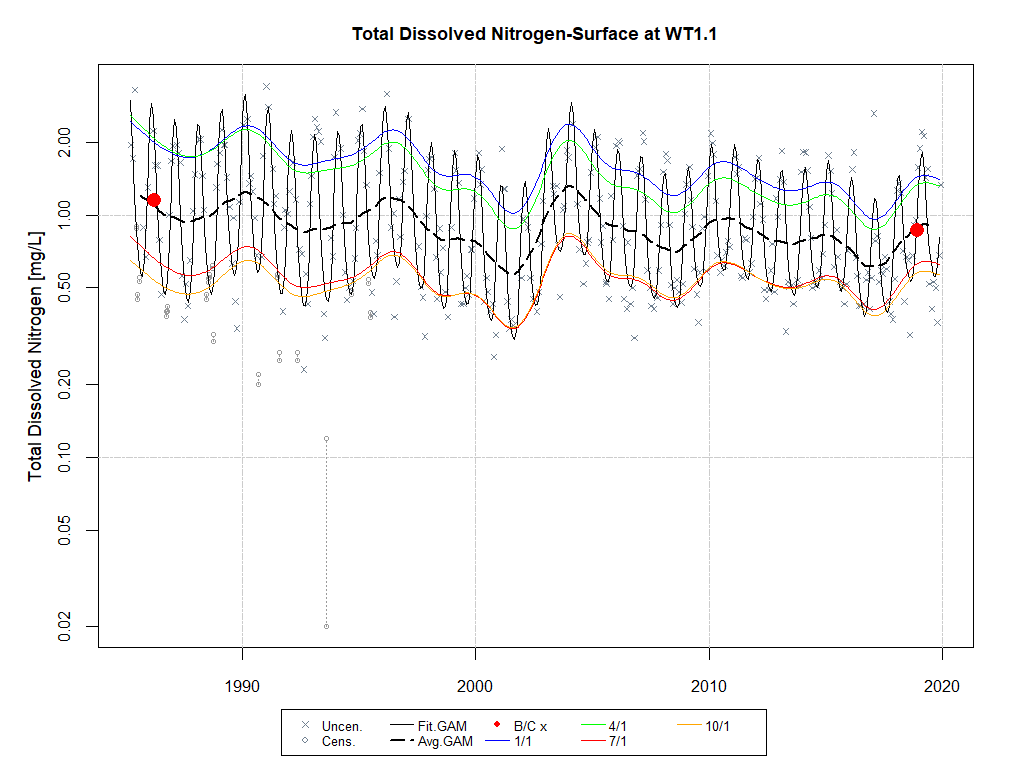 Total Dissolved Nitrogen-Surface at WT1.1
Total Dissolved Nitrogen [mg/L]
2.00
1.00
0.50
0.20
0.10
0.05
0.02
1990 2000 2010 2020
Uncen. Fit.GAM B/C x 4/1 10/1
Cens. Avg.GAM 1/1 7/1